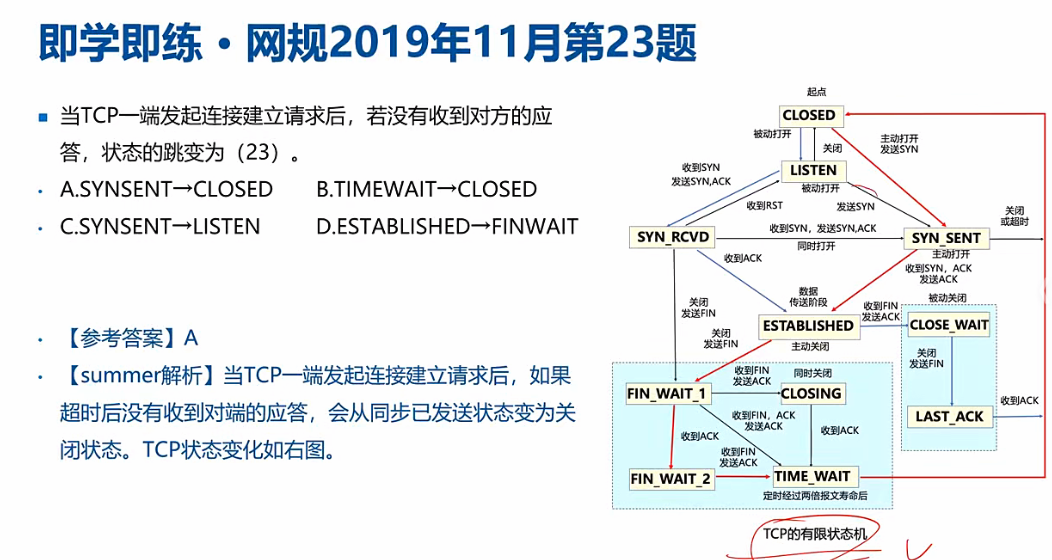 即学即练·网规2019年11月第23题
当TCP一端发起连接建立请求后，若没有收到对方的应
答，状态的跳变为（23）。
A.SYNSENT→CLOSED B.TIMEWAIT→CLOSED
C.SYNSENT→LISTEN D.ESTABLISHED→FINWAIT
【参考答案】A
【summer解析】当TCP一端发起连接建立请求后，如果
超时后没有收到对端的应答，会从同步已发送状态变为关
闭状态。TCP状态变化如右图。
起点
CLOSED
被动打开
关闭
主动打开
发送SYN
收到SYN
发送SYN,ACK
LISTEN
被动打开
收到RST
发送SYN
关闭
或超时
SYN_RCVD
收到SYN，发送SYN,ACK
同时打开
SYN_SENT
主动打开
收到ACK
收到SYN，ACK
发送ACK
数据
传送阶段
关闭
发送FIN
ESTABLISHED
主动关闭
收到FIN
发送ACK
被动关闭
CLOSE_WAIT
关闭
发送FIN
关闭
发送FIN
LAST_ACK
收到ACK
FIN_WAIT_1
收到FIN
发送ACK
同时关闭
CLOSING
收到FIN，ACK
发送ACK
收到ACK
收到ACK
收到FIN
发送ACK
FIN_WAIT_2
TIME_WAIT
定时经过两倍报文寿命后
TCP的有限状态机